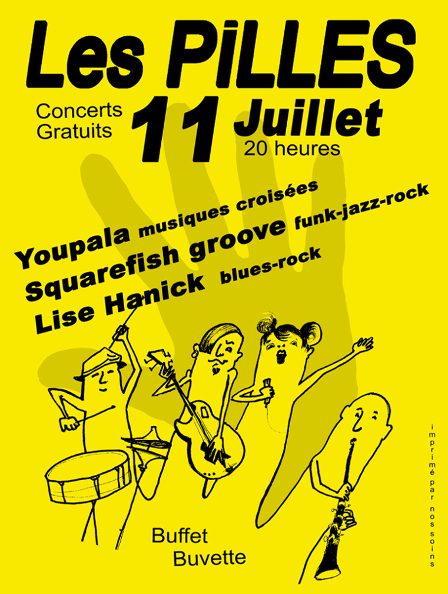 Les PiLLES
Concerts
Gratuits
11 Juillet
20 heures
Youpala musiques croisées
Squarefish groove funk-jazz-rock
Lise Hanick blues-rock
Buffet
Buvette
imprimé par nos soins